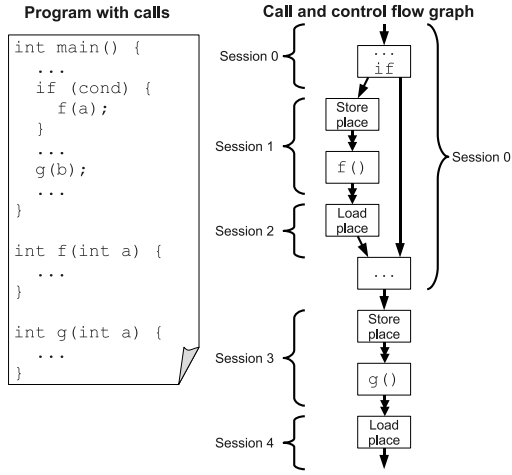 Program with calls
int main() {
...
if (cond) {
f(a);
}
...
g(b);
...
}
int f(int a) {
...
}
int g(int a) {
...
}
Call and control flow graph
Session 0
...
if
Store
place
Session 1
f()
Session 0
Session 2
Load
place
...
Store
place
Session 3
g()
Session 4
Load
place